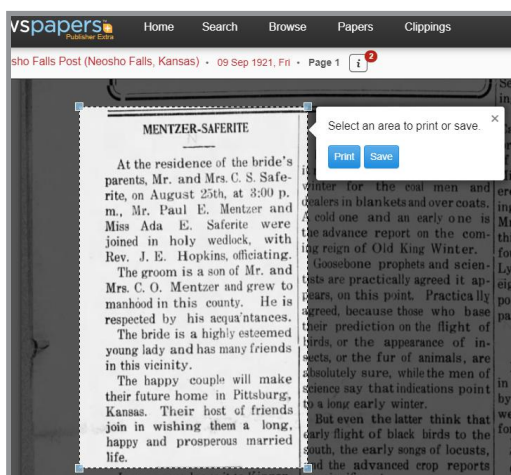 wspapers
Publisher Extra
Home Search Browse Papers Clippings
sho Falls Post (Neosho Falls, Kansas) · 09 Sep 1921, Fri · Page 1 i 2
Select an area to print or save. ×
Print Save
MENTZER-SAFERITE
At the residence of the bride's
parents, Mr. and Mrs. C. S. Safe-
rite, on August 25th, at 3:00 p.
m., Mr. Paul E. Mentzer and
Miss Ada E. Saferite were
joined in holy wedlock, with
Rev. J. E. Hopkins, officiating.
The groom is a son of Mr. and
Mrs. C. O. Mentzer and grew to
manhood in this county. He is
respected by his acqua'ntances.
The bride is a highly esteemed
young lady and has many friends
in this vicinity.
The happy couple will make
their future home in Pittsburg,
Kansas. Their host of friends
join in wishing them a long,
happy and prosperous married
life.
winter for the coal men and
dealers in blankets and over coats.
A cold one and an early one is
the advance report on the com-
ing reign of Old King Winter.
Goosebone prophets and scien-
tists are practically agreed it ap-
pears, on this point. Practically
agreed, because those who base
their prediction on the flight of
birds, or the appearance of in-
sects, or the fur of animals, are
absolutely sure, while the men of
science say that indications point
to a long early winter.
But even the latter think that
early flight of black birds to the
south, the early songs of locusts,
and the advanced crop reports